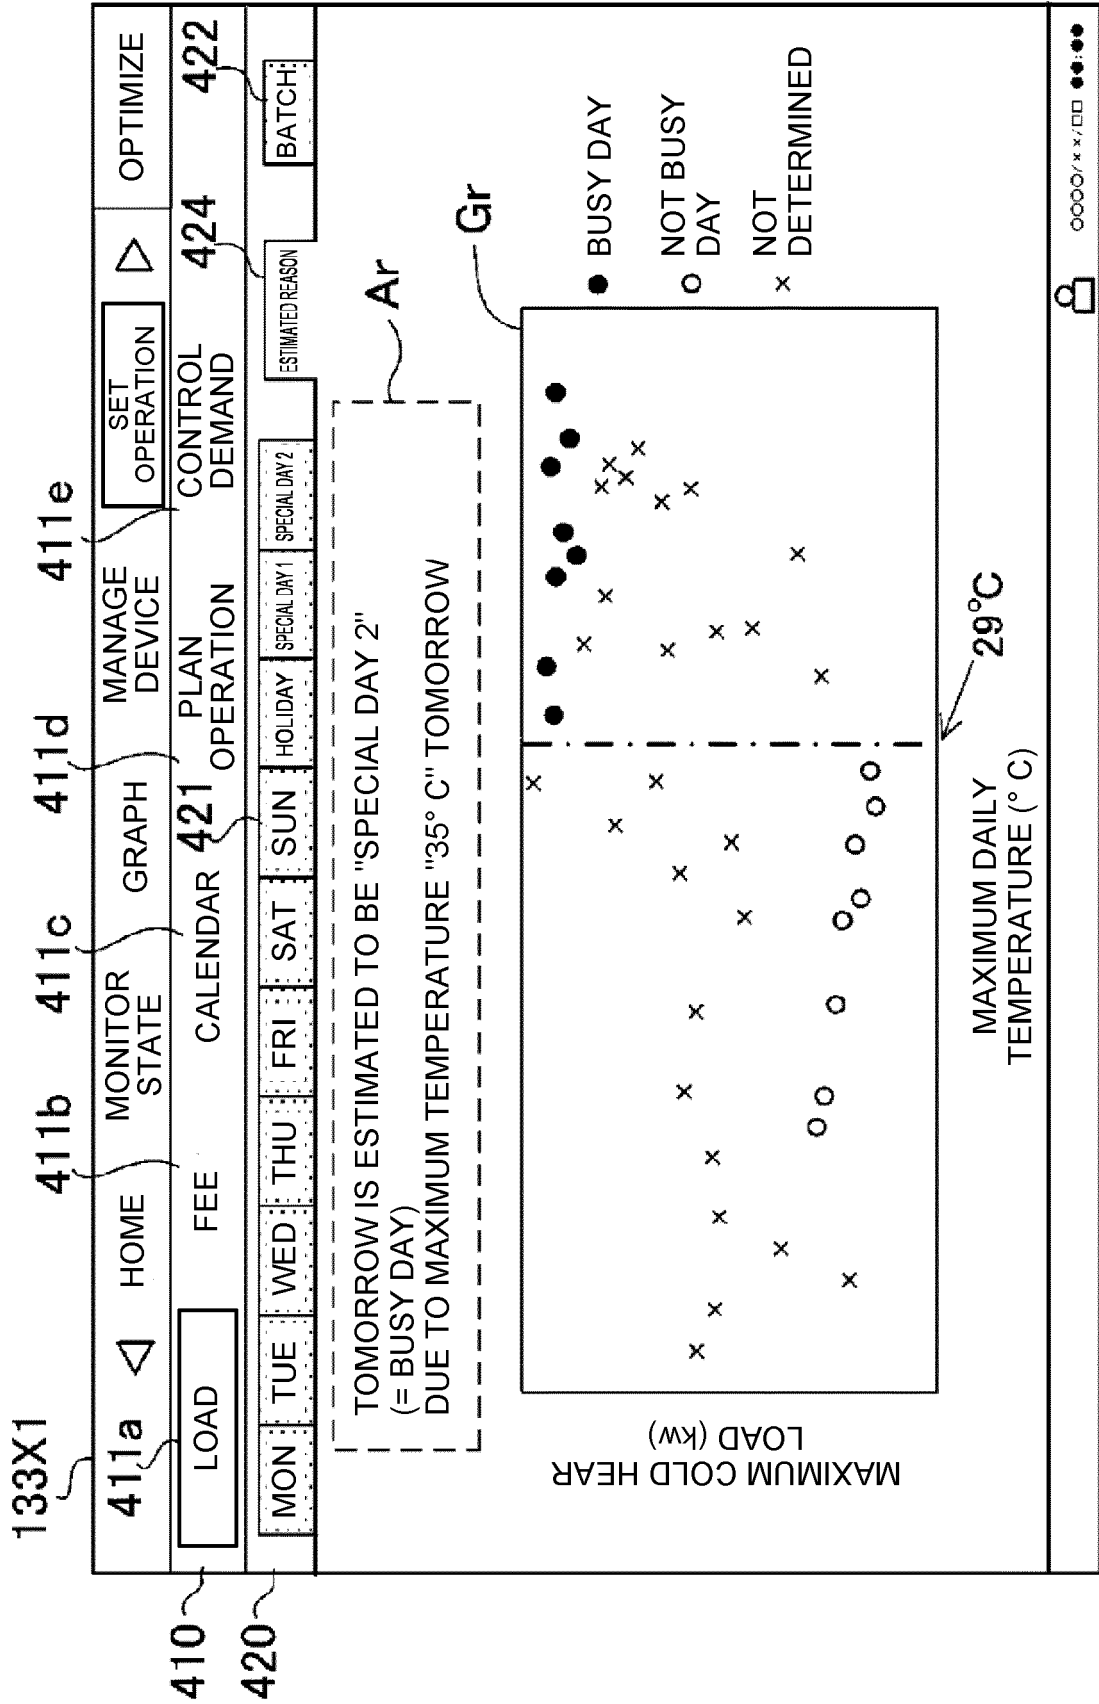 133X1
HOME
MONITOR
STATE
GRAPH
MANAGE
DEVICE
SET
OPERATION
OPTIMIZE
410
411a
411b
411c
411d
411e
LOAD
FEE
CALENDAR
PLAN
OPERATION
CONTROL
DEMAND
420
421
424
422
MON
TUE
WED
THU
FRI
SAT
SUN
HOLIDAY
SPECIAL DAY 1
SPECIAL DAY 2
ESTIMATED REASON
BATCH
Ar
TOMORROW IS ESTIMATED TO BE "SPECIAL DAY 2"
(= BUSY DAY)
DUE TO MAXIMUM TEMPERATURE "35° C" TOMORROW
Gr
MAXIMUM COLD HEAR
LOAD (kw)
BUSY DAY
NOT BUSY
DAY
NOT
DETERMINED
29°C
MAXIMUM DAILY
TEMPERATURE (° C)
○○○○/××/□□ ●●:●●